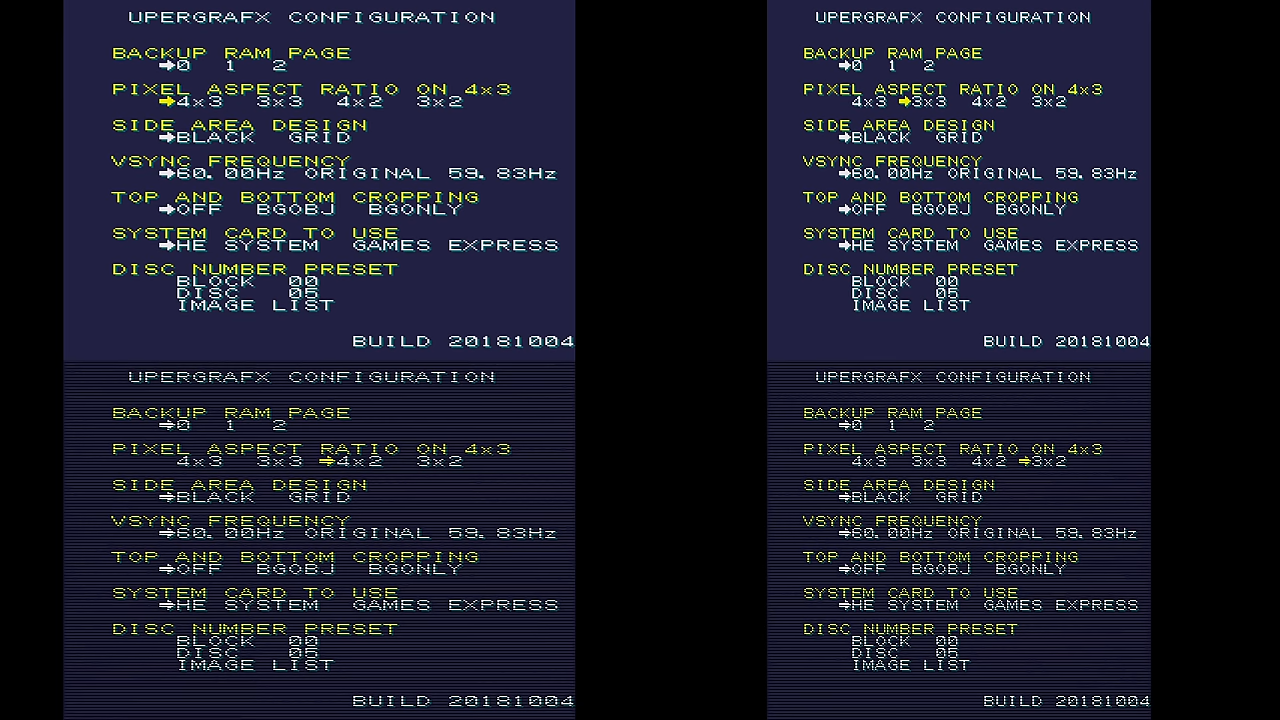 UPERGRAFX CONFIGURATION
BACKUP RAM PAGE
➔0 1 2
PIXEL ASPECT RATIO ON 4x3
➔4x3 3x3 4x2 3x2
SIDE AREA DESIGN
➔BLACK GRID
VSYNC FREQUENCY
➔60.00Hz ORIGINAL 59.83Hz
TOP AND BOTTOM CROPPING
➔OFF BGOBJ BGONLY
SYSTEM CARD TO USE
➔HE SYSTEM GAMES EXPRESS
DISC NUMBER PRESET
BLOCK 00
DISC 05
IMAGE LIST
BUILD 20181004
UPERGRAFX CONFIGURATION
BACKUP RAM PAGE
➔0 1 2
PIXEL ASPECT RATIO ON 4x3
4x3 ➔3x3 4x2 3x2
SIDE AREA DESIGN
➔BLACK GRID
VSYNC FREQUENCY
➔60.00Hz ORIGINAL 59.83Hz
TOP AND BOTTOM CROPPING
➔OFF BGOBJ BGONLY
SYSTEM CARD TO USE
➔HE SYSTEM GAMES EXPRESS
DISC NUMBER PRESET
BLOCK 00
DISC 05
IMAGE LIST
BUILD 20181004
UPERGRAFX CONFIGURATION
BACKUP RAM PAGE
➔0 1 2
PIXEL ASPECT RATIO ON 4x3
4x3 3x3 ➔4x2 3x2
SIDE AREA DESIGN
➔BLACK GRID
VSYNC FREQUENCY
➔60.00Hz ORIGINAL 59.83Hz
TOP AND BOTTOM CROPPING
➔OFF BGOBJ BGONLY
SYSTEM CARD TO USE
➔HE SYSTEM GAMES EXPRESS
DISC NUMBER PRESET
BLOCK 00
DISC 05
IMAGE LIST
BUILD 20181004
UPERGRAFX CONFIGURATION
BACKUP RAM PAGE
➔0 1 2
PIXEL ASPECT RATIO ON 4x3
4x3 3x3 4x2 ➔3x2
SIDE AREA DESIGN
➔BLACK GRID
VSYNC FREQUENCY
➔60.00Hz ORIGINAL 59.83Hz
TOP AND BOTTOM CROPPING
➔OFF BGOBJ BGONLY
SYSTEM CARD TO USE
➔HE SYSTEM GAMES EXPRESS
DISC NUMBER PRESET
BLOCK 00
DISC 05
IMAGE LIST
BUILD 20181004